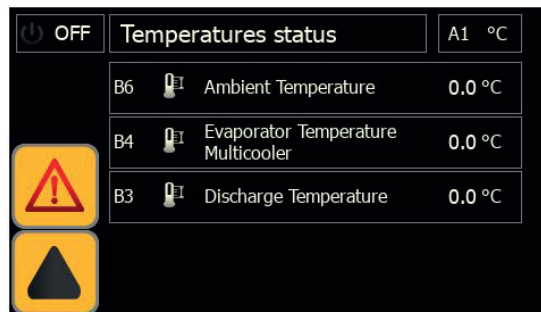 OFF Temperatures status A1 °C
B6 Ambient Temperature 0.0 °C
B4 Evaporator Temperature Multicooler 0.0 °C
B3 Discharge Temperature 0.0 °C